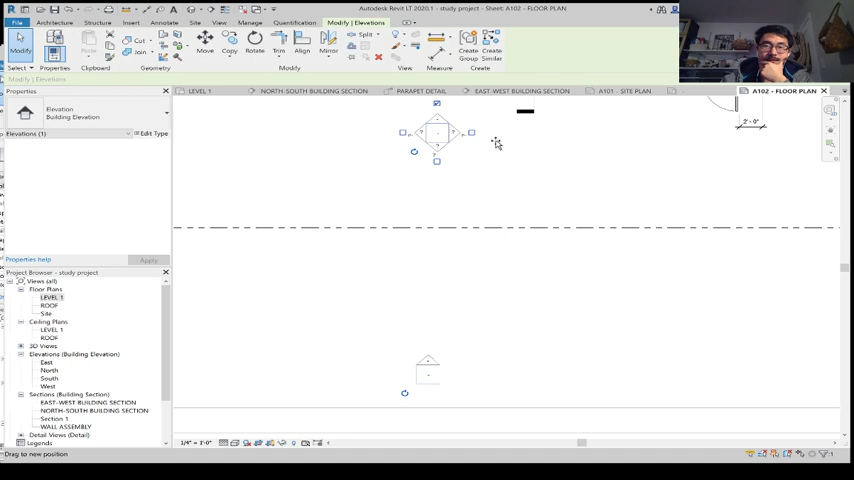 Autodesk Revit LT 2020.1 - study project - Sheet: A102 - FLOOR PLAN
File Architecture Structure Insert Annotate Site View Manage Quantification Modify | Elevations
Modify
Select Properties Clipboard Geometry Modify View Measure Create
Cut
Join
Move Copy Rotate Trim Align Mirror
Split
Create Group
Create Similar
Modify | Elevations
Properties
LEVEL 1 NORTH-SOUTH BUILDING SECTION PARAPET DETAIL EAST-WEST BUILDING SECTION A101 - SITE PLAN A102 - FLOOR PLAN
Elevation
Building Elevation
Elevations (1) Edit Type
2' - 0"
? ?
?
?
Properties help Apply
Project Browser - study project
Views (all)
Floor Plans
LEVEL 1
ROOF
Site
Ceiling Plans
LEVEL 1
ROOF
3D Views
Elevations (Building Elevation)
East
North
South
West
Sections (Building Section)
EAST-WEST BUILDING SECTION
NORTH-SOUTH BUILDING SECTION
Section 1
WALL ASSEMBLY
Detail Views (Detail)
Legends
1/4" = 1'-0"
Drag to new position
:1